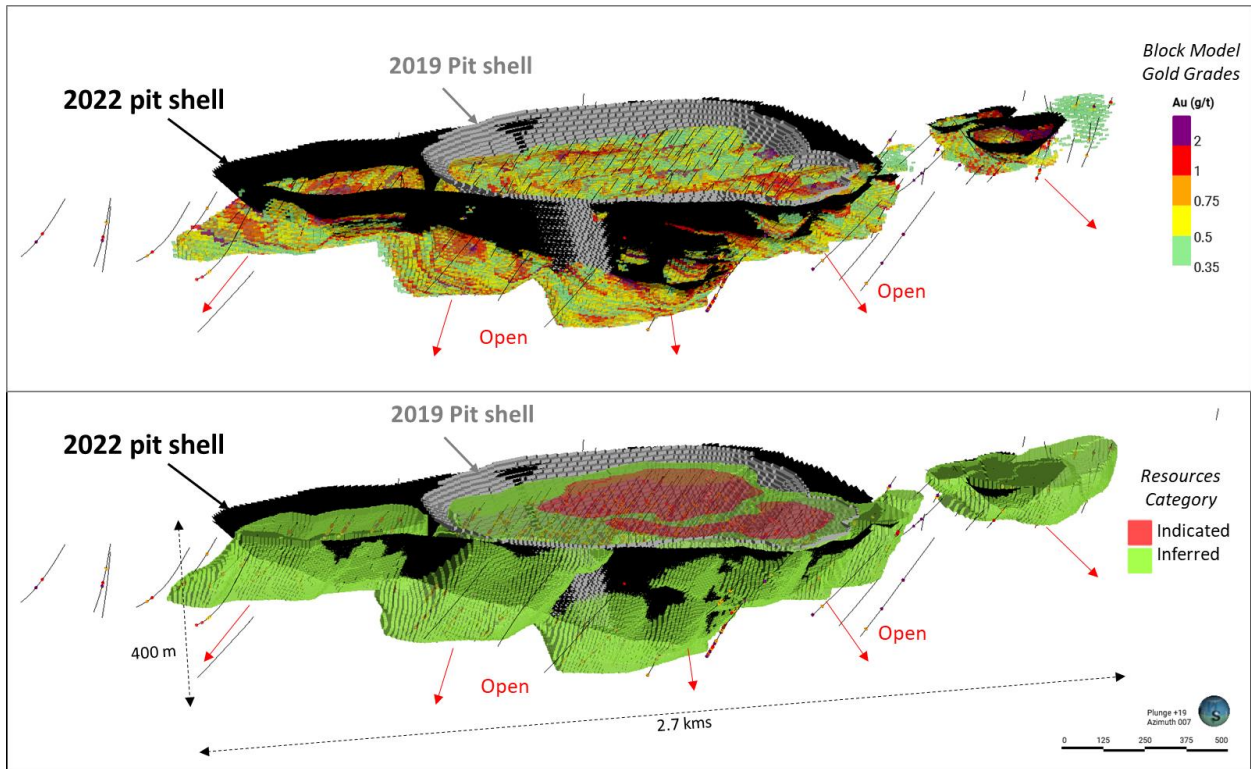 2019 Pit shell
2022 pit shell
Block Model
Gold Grades
Au (g/t)
2
1
0.75
0.5
0.35
Open
Open
2019 Pit shell
2022 pit shell
Resources
Category
Indicated
Inferred
400 m
Open
Open
2.7 kms
Plunge +19
Azimuth 007
S
0 125 250 375 500